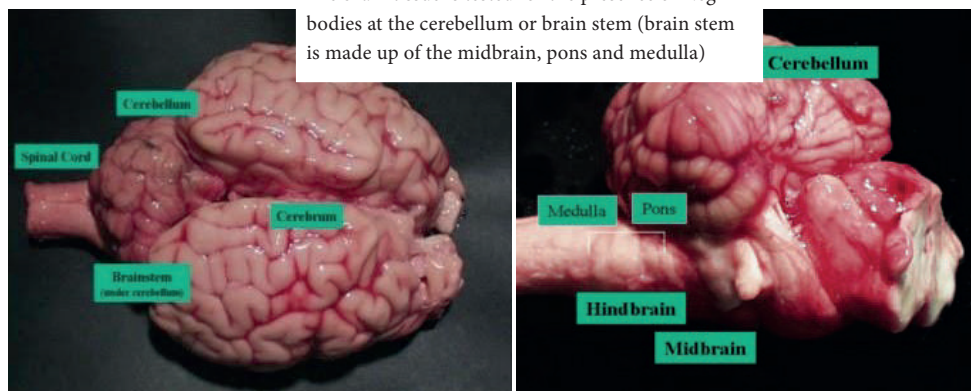 bodies at the cerebellum or brain stem (brain stem
is made up of the midbrain, pons and medulla)
Cerebellum
Spinal Cord
Cerebrum
Brainstem
(under cerebellum)
Cerebellum
Medulla
Pons
Hindbrain
Midbrain